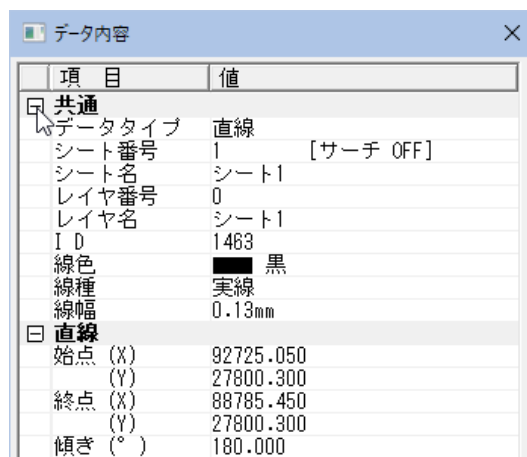 データ内容
項 目 値
共通
データタイプ 直線
シート番号 1 [サーチ OFF]
シート名 シート1
レイヤ番号 0
レイヤ名 シート1
I D 1463
線色 黒
線種 実線
線幅 0.13mm
直線
始点 (X) 92725.050
(Y) 27800.300
終点 (X) 88785.450
(Y) 27800.300
傾き (° ) 180.000